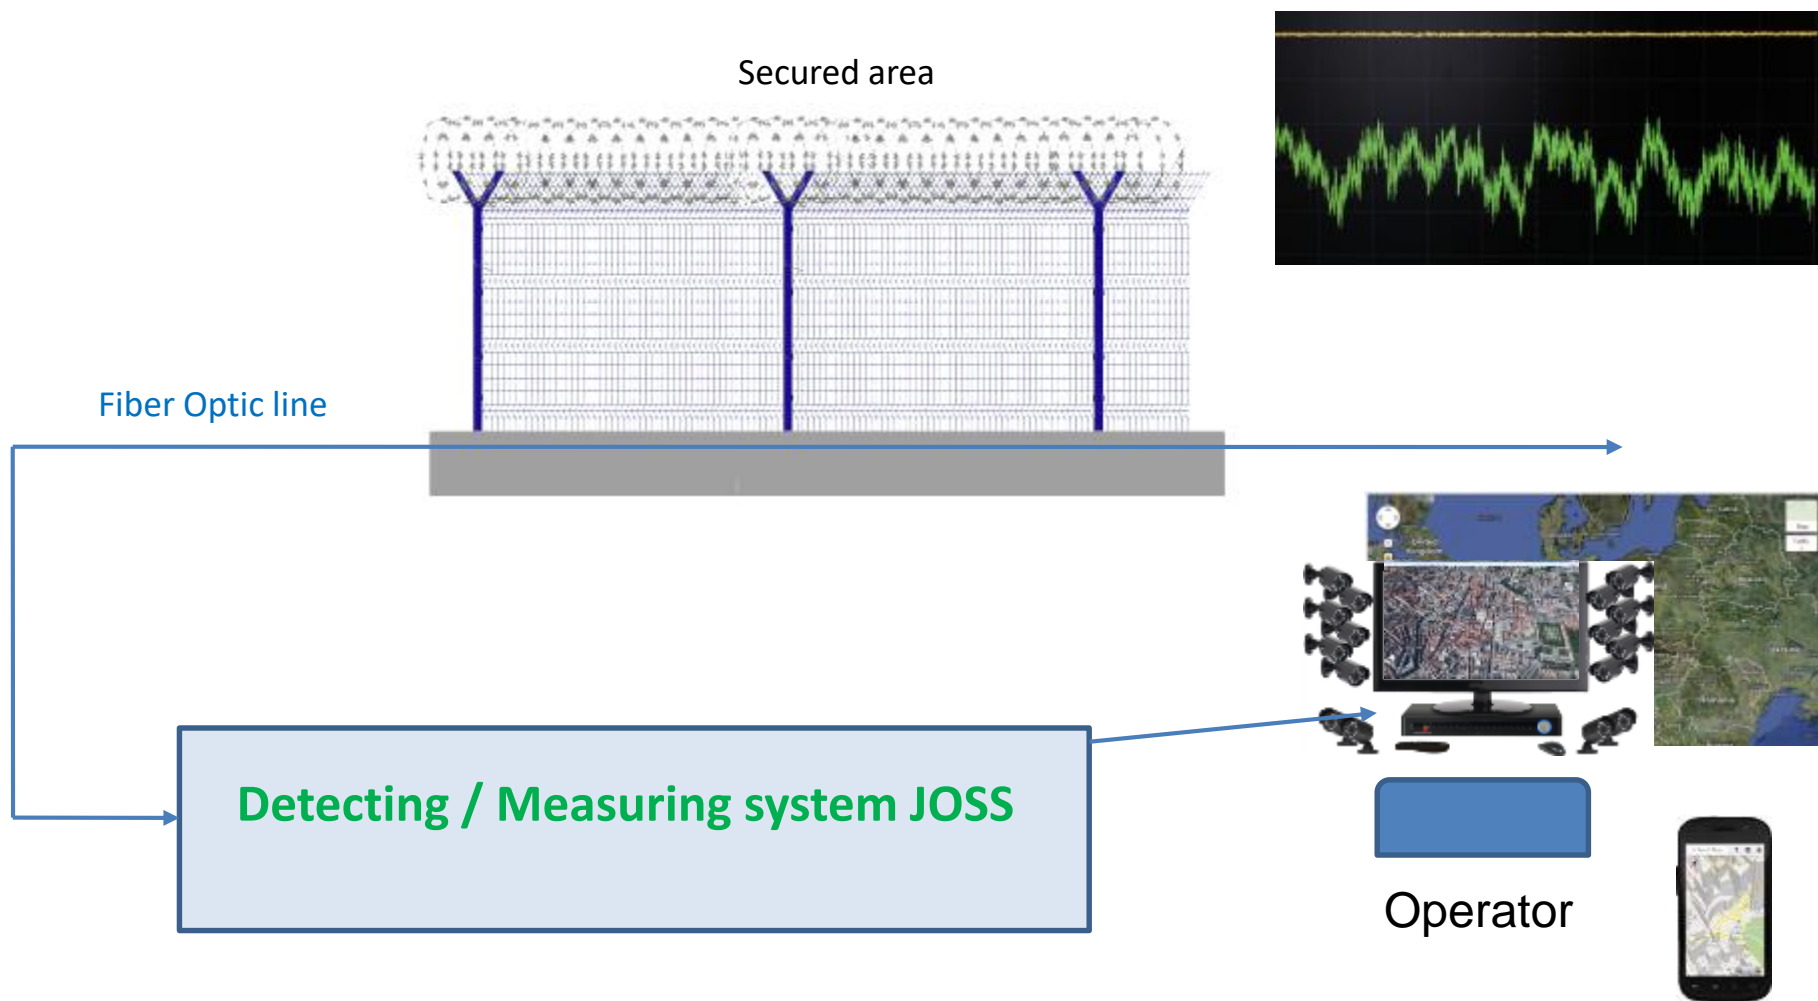 Secured area
Fiber Optic line
Detecting / Measuring system JOSS
Operator